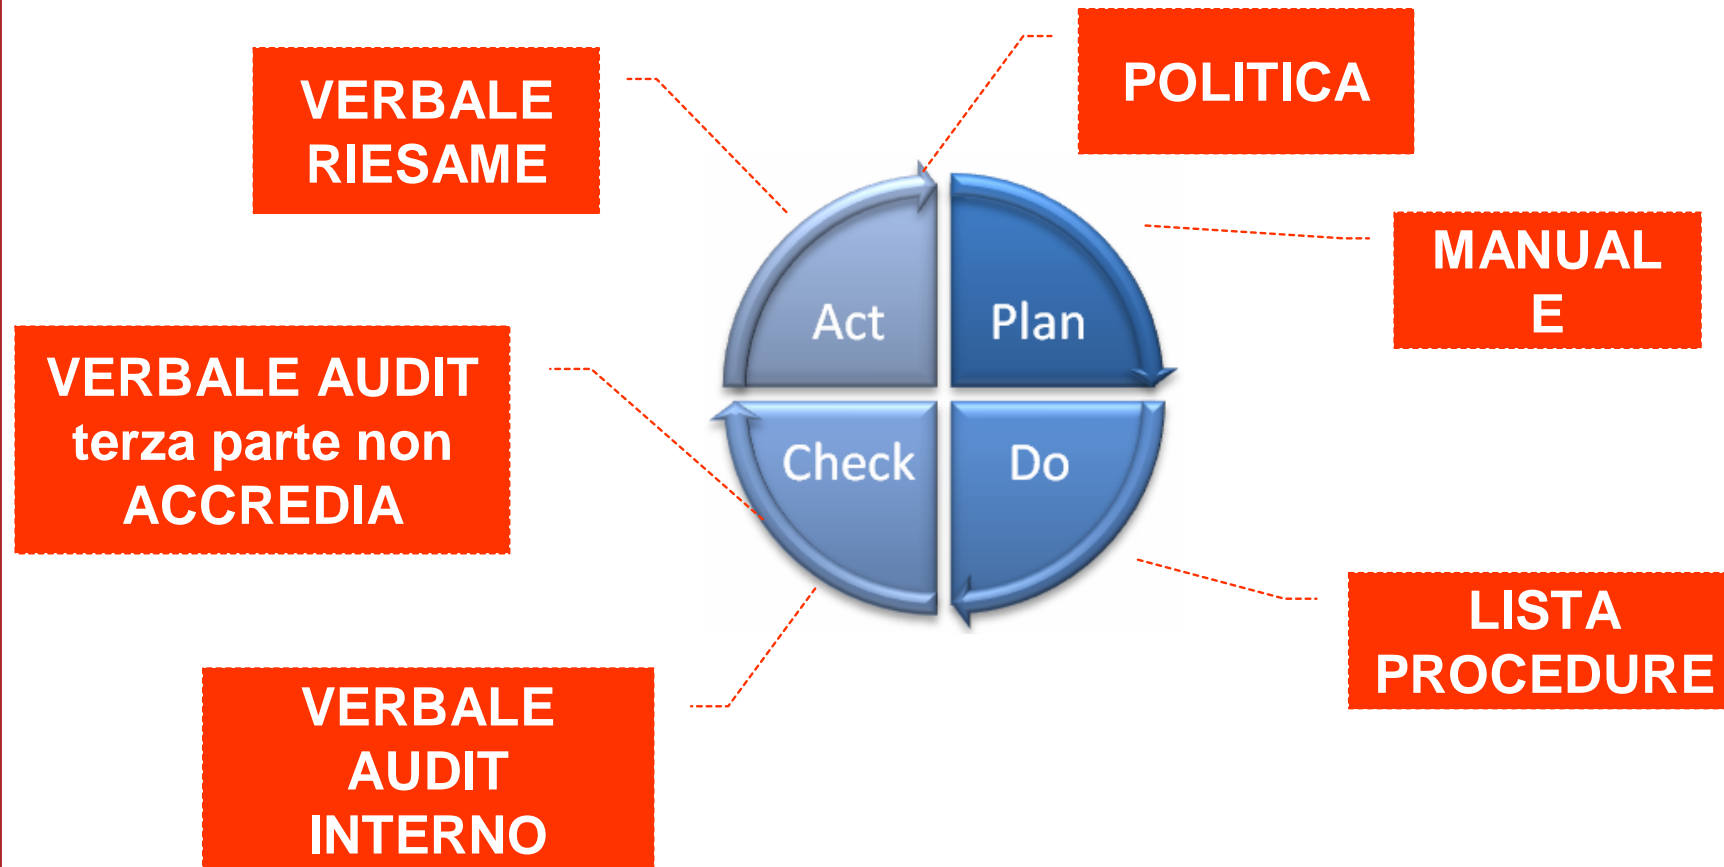 POLITICA
VERBALE
RIESAME
MANUAL
E
Act
Plan
VERBALE AUDIT
terza parte non
ACCREDIA
Check
Do
LISTA
PROCEDURE
VERBALE
AUDIT
INTERNO